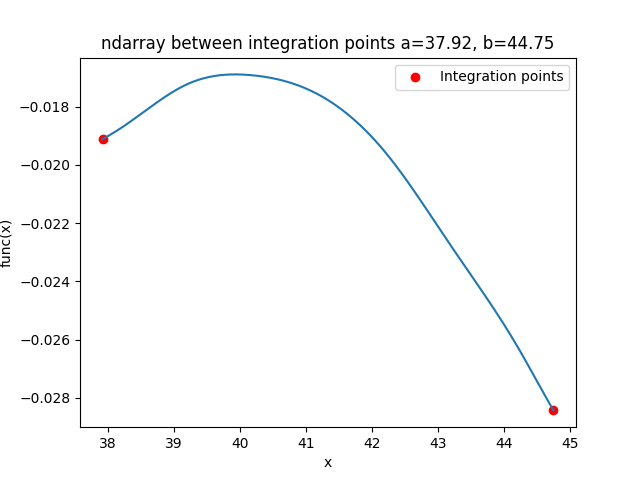 ndarray between integration points a=37.92, b=44.75
Integration points
−0.018
−0.020
−0.022
−0.024
−0.026
−0.028
func(x)
38 39 40 41 42 43 44 45
x